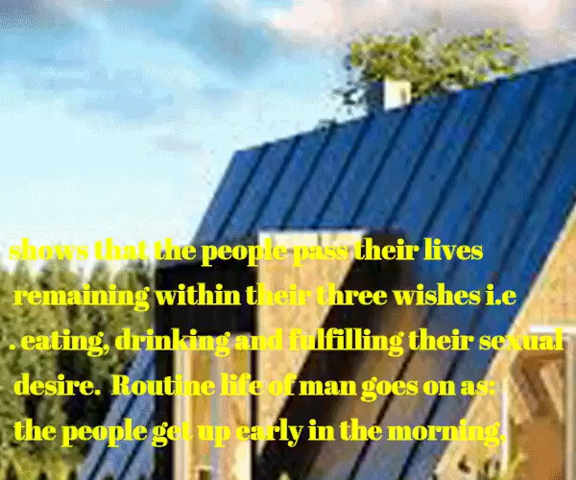 shows that the people pass their lives
remaining within their three wishes i.e
. eating, drinking and fulfilling their sexual
desire. Routine life of man goes on as:
the people get up early in the morning,